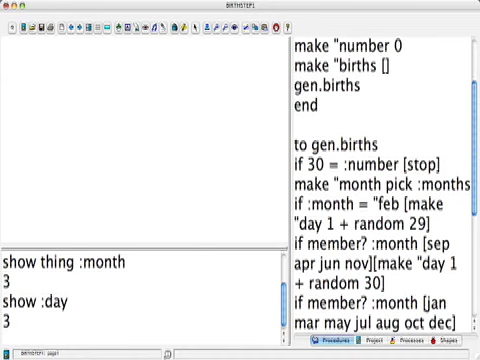 BIRTHSTEP1
make "number 0
make "births []
gen.births
end
to gen.births
if 30 = :number [stop]
make "month pick :months
if :month = "feb [make
"day 1 + random 29]
if member? :month [sep
apr jun nov][make "day 1
+ random 30]
if member? :month [jan
mar may jul aug oct dec]
show thing :month
3
show :day
3
Procedures Project Processes Shapes
BIRTHSTEP1: page1